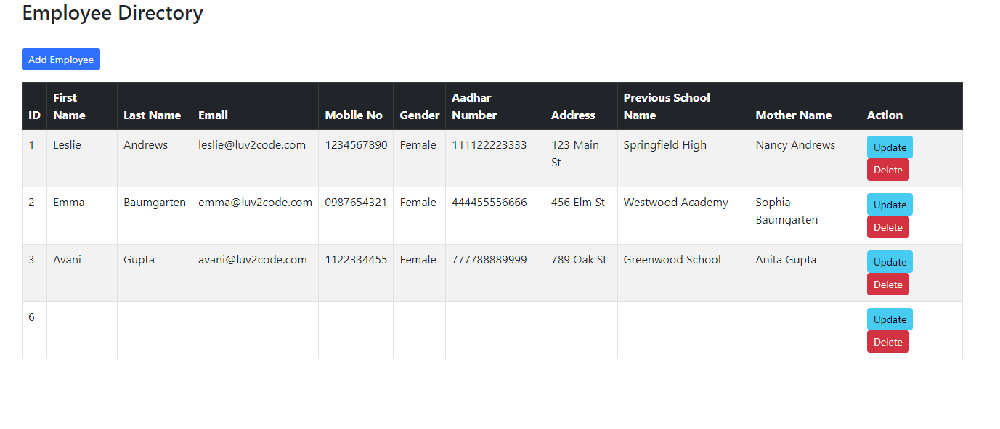 Employee Directory
Add Employee
ID First Name Last Name Email Mobile No Gender Aadhar Number Address Previous School Name Mother Name Action
1 Leslie Andrews leslie@luv2code.com 1234567890 Female 111122223333 123 Main St Springfield High Nancy Andrews Update Delete
2 Emma Baumgarten emma@luv2code.com 0987654321 Female 444455556666 456 Elm St Westwood Academy Sophia Baumgarten Update Delete
3 Avani Gupta avani@luv2code.com 1122334455 Female 777788889999 789 Oak St Greenwood School Anita Gupta Update Delete
6 Update Delete